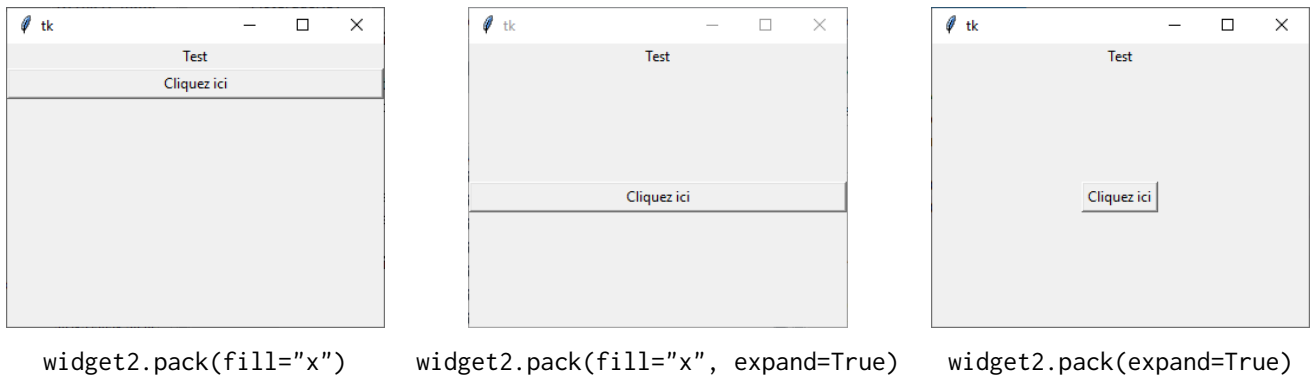 tk
Test
Cliquez ici
widget2.pack(fill="x")
tk
Test
Cliquez ici
widget2.pack(fill="x", expand=True)
tk
Test
Cliquez ici
widget2.pack(expand=True)